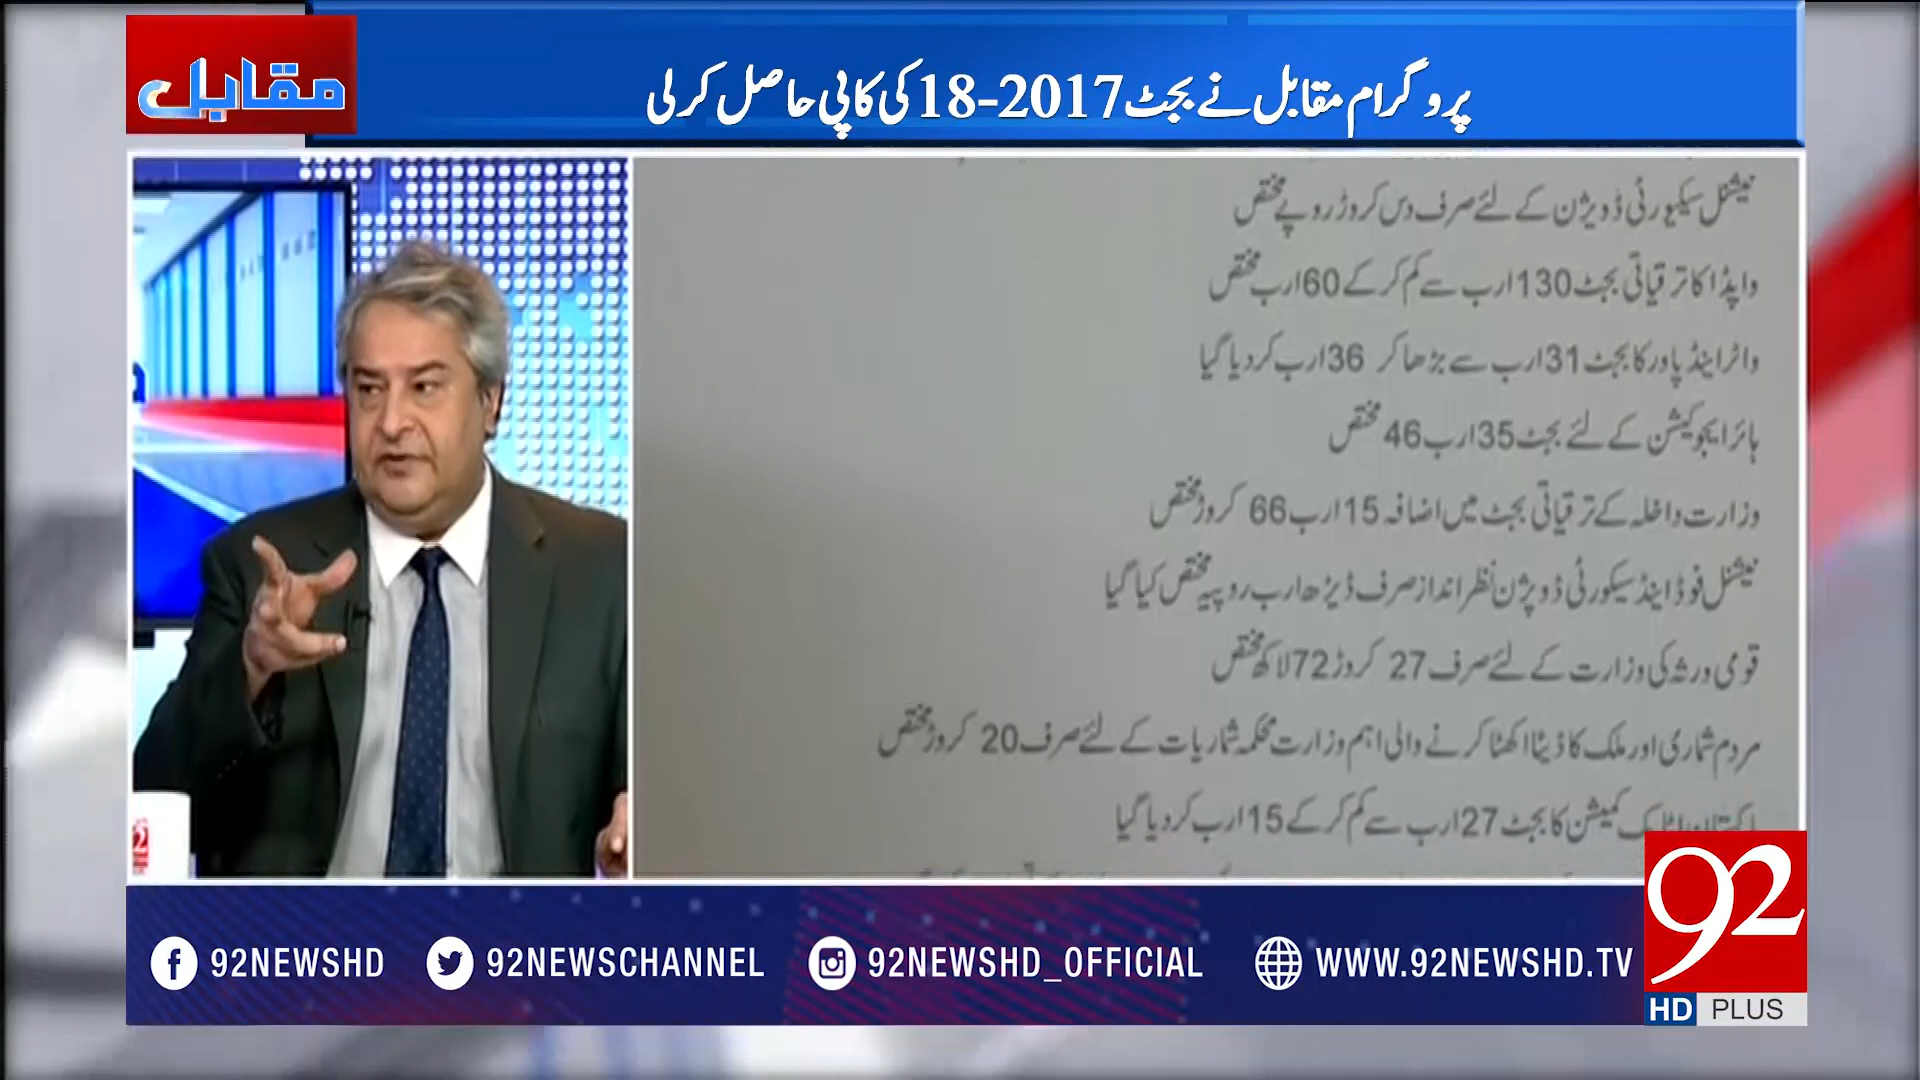 مقابل
پروگرام مقابل نے بجٹ 2017-18 کی کاپی حاصل کرلی
نیشنل سیکیورٹی ڈویژن کے لئے صرف دس کروڑ روپے مختص
واپڈا کا ترقیاتی بجٹ 130 ارب سے کم کر کے 60 ارب مختص
واٹر اینڈ پاور کا بجٹ 31 ارب سے بڑھا کر 36 ارب کر دیا گیا
ہائر ایجوکیشن کے لئے بجٹ 35 ارب 46 مختص
وزارت داخلہ کے ترقیاتی بجٹ میں اضافہ 15 ارب 66 کروڑ مختص
نیشنل فوڈ اینڈ سیکورٹی ڈویژن نظر انداز صرف ڈیڑھ ارب روپیہ مختص کیا گیا
قومی ورثہ کی وزارت کے لئے صرف 27 کروڑ 72 لاکھ مختص
مردم شماری اور ملک کا ڈیٹا اکھٹا کرنے والی اہم وزارت محکمہ شماریات کے لئے صرف 20 کروڑ مختص
کمیشن کا بجٹ 27 ارب سے کم کر کے 15 ارب کر دیا گیا
92NEWSHD
92NEWSCHANNEL
92NEWSHD_OFFICIAL
WWW.92NEWSHD.TV
92
HD PLUS